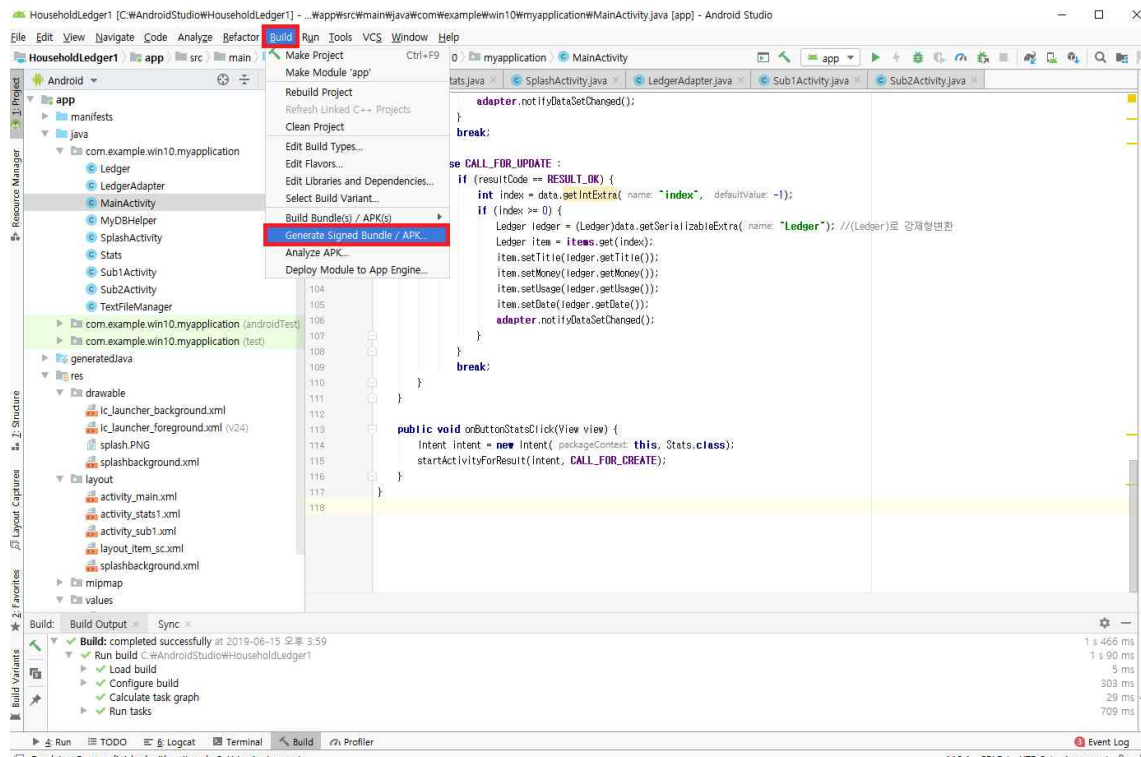 HouseholdLedger1 [C:₩AndroidStudio₩HouseholdLedger1] - ...₩app₩src₩main₩java₩com₩example₩win10₩myapplication₩MainActivity.java [app] - Android Studio
File Edit View Navigate Code Analyze Refactor Build Run Tools VCS Window Help
HouseholdLedger1 app src main
myapplication MainActivity
app
Android
tats.java SplashActivity.java LedgerAdapter.java Sub1Activity.java Sub2Activity.java
Make Project Ctrl+F9
Make Module 'app'
Rebuild Project
Refresh Linked C++ Projects
Clean Project
Edit Build Types...
Edit Flavors...
Edit Libraries and Dependencies...
Select Build Variant...
Build Bundle(s) / APK(s)
Generate Signed Bundle / APK...
Analyze APK...
Deploy Module to App Engine...
1: Project
Resource Manager
Z: Structure
Layout Captures
2: Favorites
Build Variants
app
manifests
java
com.example.win10.myapplication
Ledger
LedgerAdapter
MainActivity
MyDBHelper
SplashActivity
Stats
Sub1Activity
Sub2Activity
TextFileManager
com.example.win10.myapplication (androidTest)
com.example.win10.myapplication (test)
generatedJava
res
drawable
ic_launcher_background.xml
ic_launcher_foreground.xml (v24)
splash.PNG
splashbackground.xml
layout
activity_main.xml
activity_stats1.xml
activity_sub1.xml
layout_item_sc.xml
splashbackground.xml
mipmap
values
adapter.notifyDataSetChanged();
}
break;
se CALL_FOR_UPDATE :
if (resultCode == RESULT_OK) {
int index = data.getIntExtra( name: "index", defaultValue: -1);
if (index >= 0) {
Ledger ledger = (Ledger)data.getSerializableExtra( name: "Ledger"); //(Ledger)로 강제형변환
Ledger item = items.get(index);
item.setTitle(ledger.getTitle());
item.setMoney(ledger.getMoney());
104 item.setUsage(ledger.getUsage());
105 item.setDate(ledger.getDate());
106 adapter.notifyDataSetChanged();
107 }
108 }
109 break;
110 }
111 }
112
113 public void onButtonStatsClick(View view) {
114 Intent intent = new Intent( packageContext: this, Stats.class);
115 startActivityForResult(intent, CALL_FOR_CREATE);
116 }
117 }
118
Build: Build Output Sync
Build: completed successfully at 2019-06-15 오후 3:59 1 s 466 ms
Run build C:₩AndroidStudio₩HouseholdLedger1 1 s 90 ms
Load build 5 ms
Configure build 303 ms
Calculate task graph 29 ms
Run tasks 709 ms
4: Run TODO 6: Logcat Terminal Build Profiler 3 Event Log